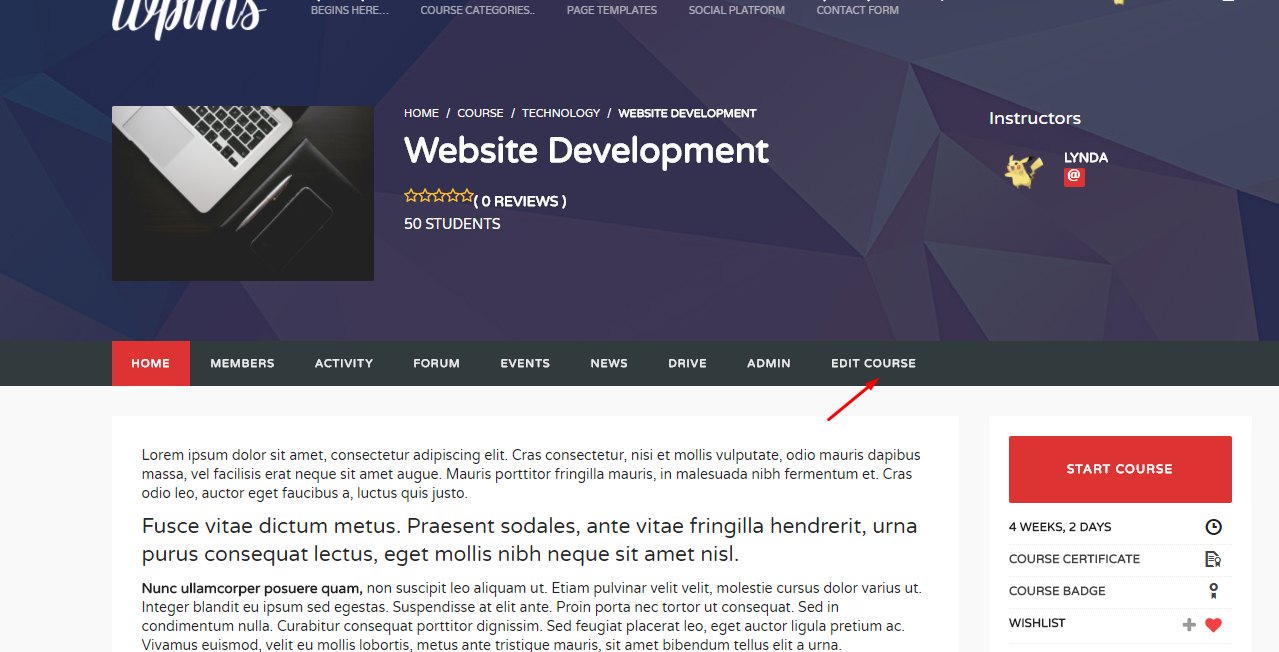 wplms
BEGINS HERE... COURSE CATEGORIES.. PAGE TEMPLATES SOCIAL PLATFORM CONTACT FORM
HOME / COURSE / TECHNOLOGY / WEBSITE DEVELOPMENT
Website Development
( 0 REVIEWS )
50 STUDENTS
Instructors
LYNDA
@
HOME MEMBERS ACTIVITY FORUM EVENTS NEWS DRIVE ADMIN EDIT COURSE
Lorem ipsum dolor sit amet, consectetur adipiscing elit. Cras consectetur, nisi et mollis vulputate, odio mauris dapibus
massa, vel facilisis erat neque sit amet augue. Mauris porttitor fringilla mauris, in malesuada nibh fermentum et. Cras
odio leo, auctor eget faucibus a, luctus quis justo.
Fusce vitae dictum metus. Praesent sodales, ante vitae fringilla hendrerit, urna
purus consequat lectus, eget mollis nibh neque sit amet nisl.
Nunc ullamcorper posuere quam, non suscipit leo aliquam ut. Etiam pulvinar velit velit, molestie cursus dolor varius ut.
Integer blandit eu ipsum sed egestas. Suspendisse at elit ante. Proin porta nec tortor ut consequat. Sed in
condimentum nulla. Curabitur consequat porttitor dignissim. Sed feugiat placerat leo, eget auctor ligula pretium ac.
Vivamus euismod, velit eu mollis lobortis, metus ante tristique mauris, sit amet bibendum tellus elit a urna.
START COURSE
4 WEEKS, 2 DAYS
COURSE CERTIFICATE
COURSE BADGE
WISHLIST